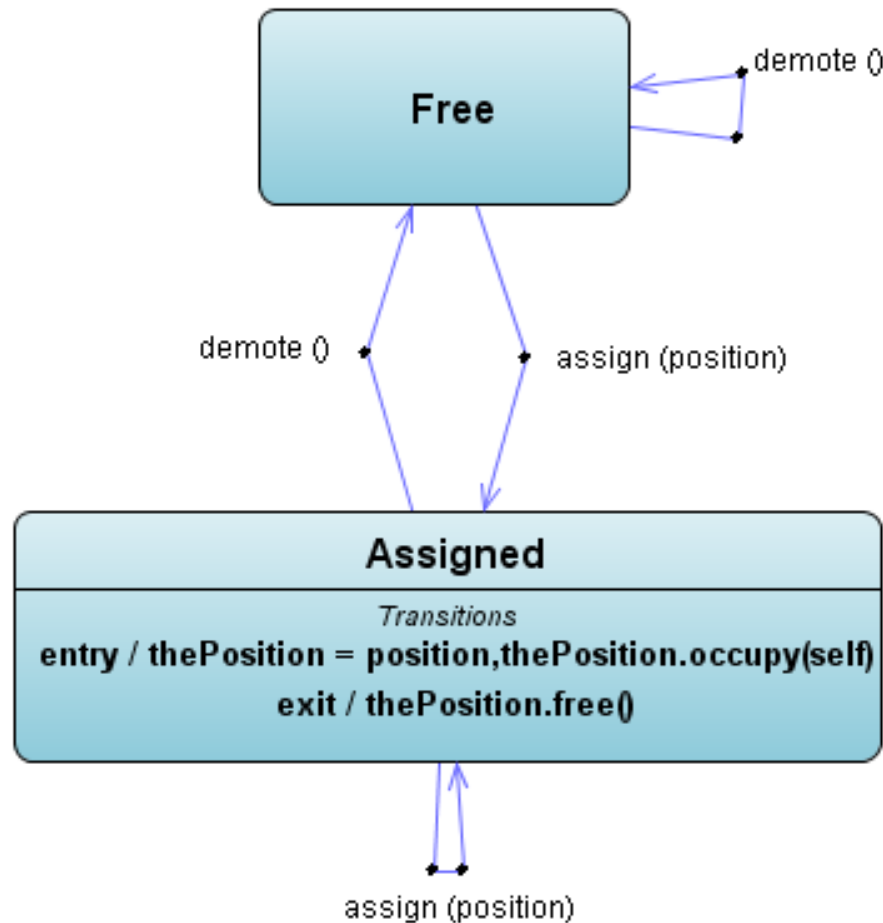 demote ()
Free
demote ()
assign (position)
Assigned
Transitions
entry / thePosition = position,thePosition.occupy(self)
exit / thePosition.free()
assign (position)